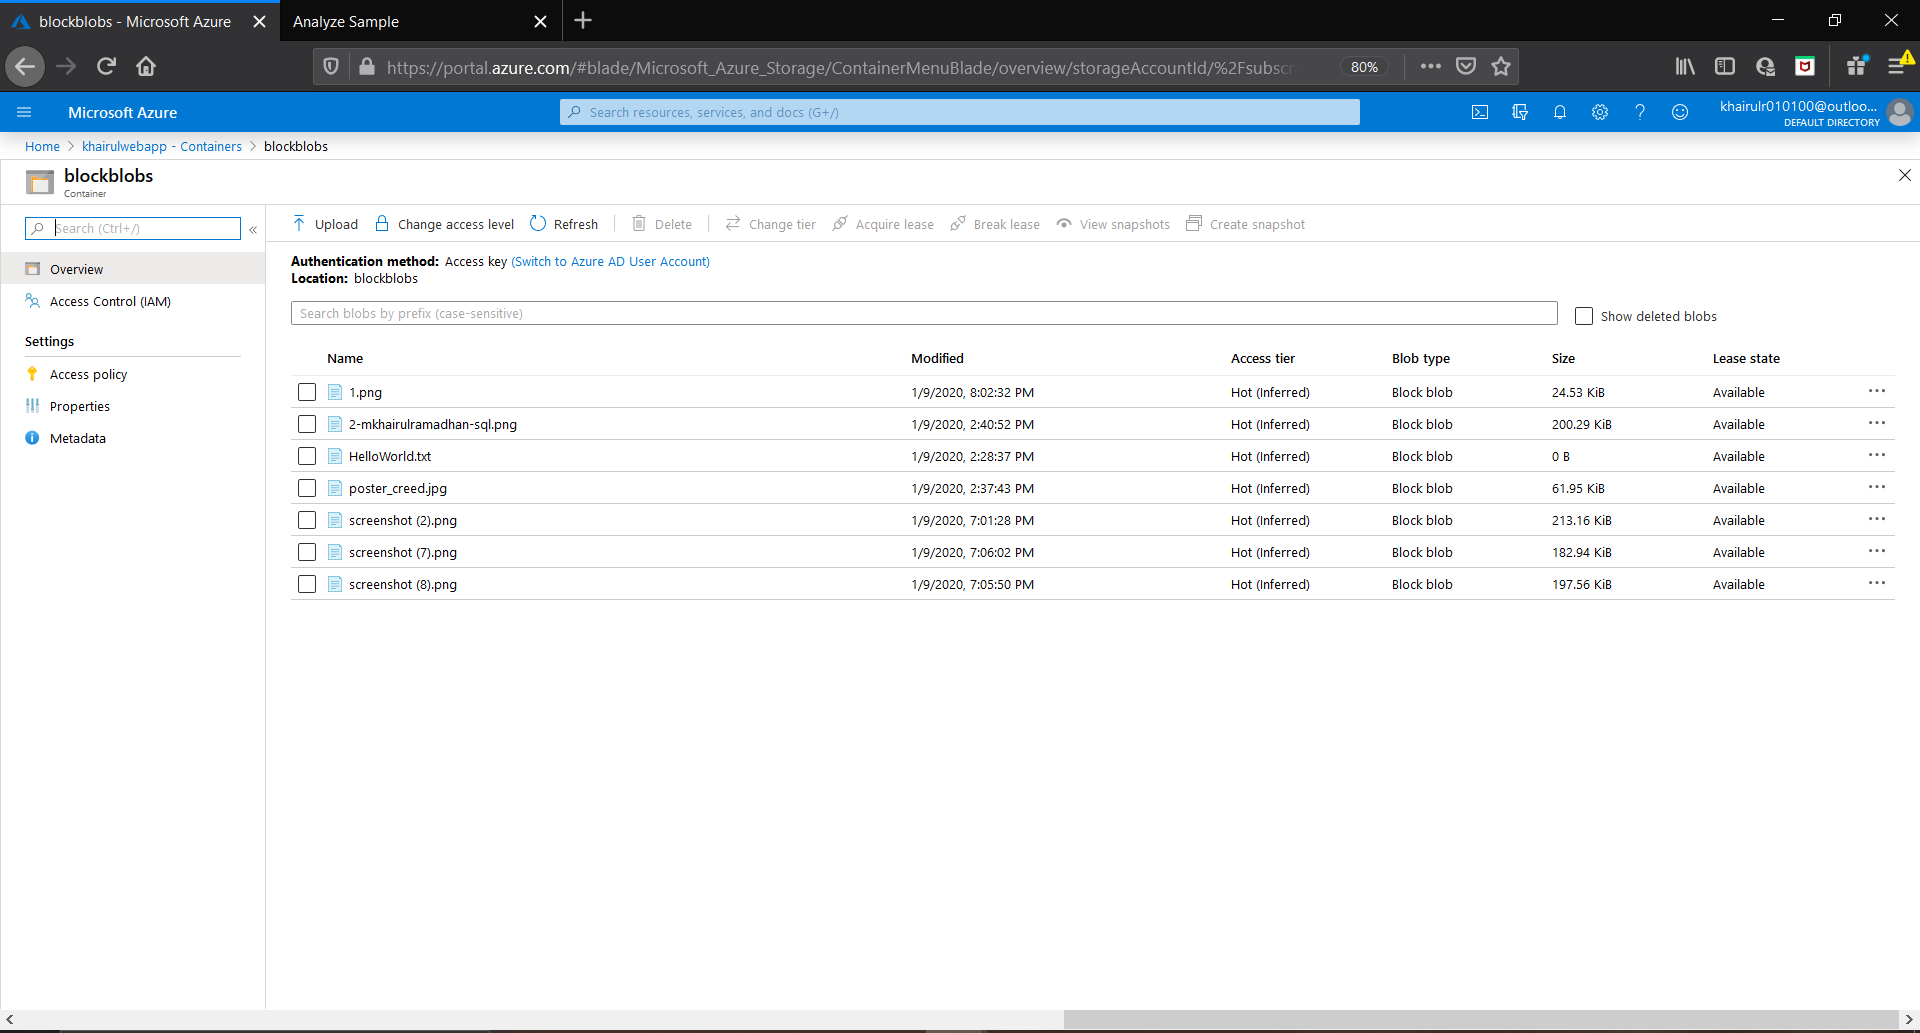 blockblobs - Microsoft Azure
Analyze Sample
https://portal.azure.com/#blade/Microsoft_Azure_Storage/ContainerMenuBlade/overview/storageAccountId/%2Fsubscr
80%
Microsoft Azure
Search resources, services, and docs (G+/)
khairulr010100@outloo...
DEFAULT DIRECTORY
Home > khairulwebapp - Containers > blockblobs
blockblobs
Container
Search (Ctrl+/)
«
Overview
Access Control (IAM)
Settings
Access policy
Properties
Metadata
Upload Change access level Refresh Delete Change tier Acquire lease Break lease View snapshots Create snapshot
Authentication method: Access key (Switch to Azure AD User Account)
Location: blockblobs
Search blobs by prefix (case-sensitive)
Show deleted blobs
Name Modified Access tier Blob type Size Lease state
1.png 1/9/2020, 8:02:32 PM Hot (Inferred) Block blob 24.53 KiB Available
2-mkhairulramadhan-sql.png 1/9/2020, 2:40:52 PM Hot (Inferred) Block blob 200.29 KiB Available
HelloWorld.txt 1/9/2020, 2:28:37 PM Hot (Inferred) Block blob 0 B Available
poster_creed.jpg 1/9/2020, 2:37:43 PM Hot (Inferred) Block blob 61.95 KiB Available
screenshot (2).png 1/9/2020, 7:01:28 PM Hot (Inferred) Block blob 213.16 KiB Available
screenshot (7).png 1/9/2020, 7:06:02 PM Hot (Inferred) Block blob 182.94 KiB Available
screenshot (8).png 1/9/2020, 7:05:50 PM Hot (Inferred) Block blob 197.56 KiB Available